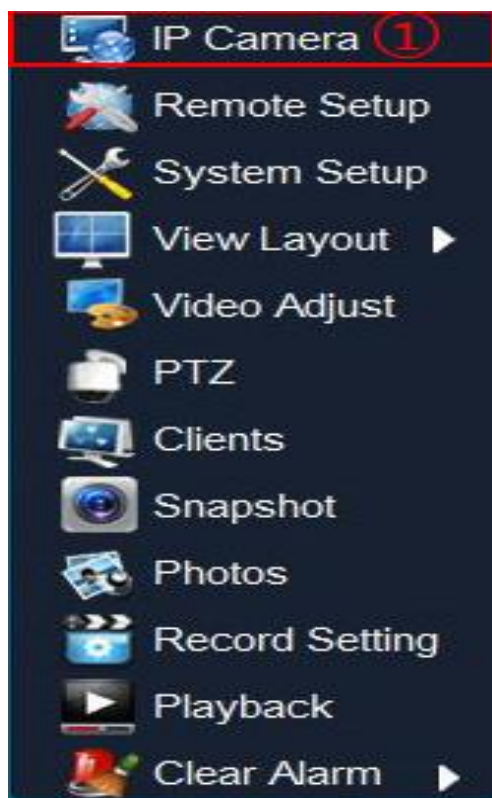 IP Camera ①
Remote Setup
System Setup
View Layout
Video Adjust
PTZ
Clients
Snapshot
Photos
Record Setting
Playback
Clear Alarm